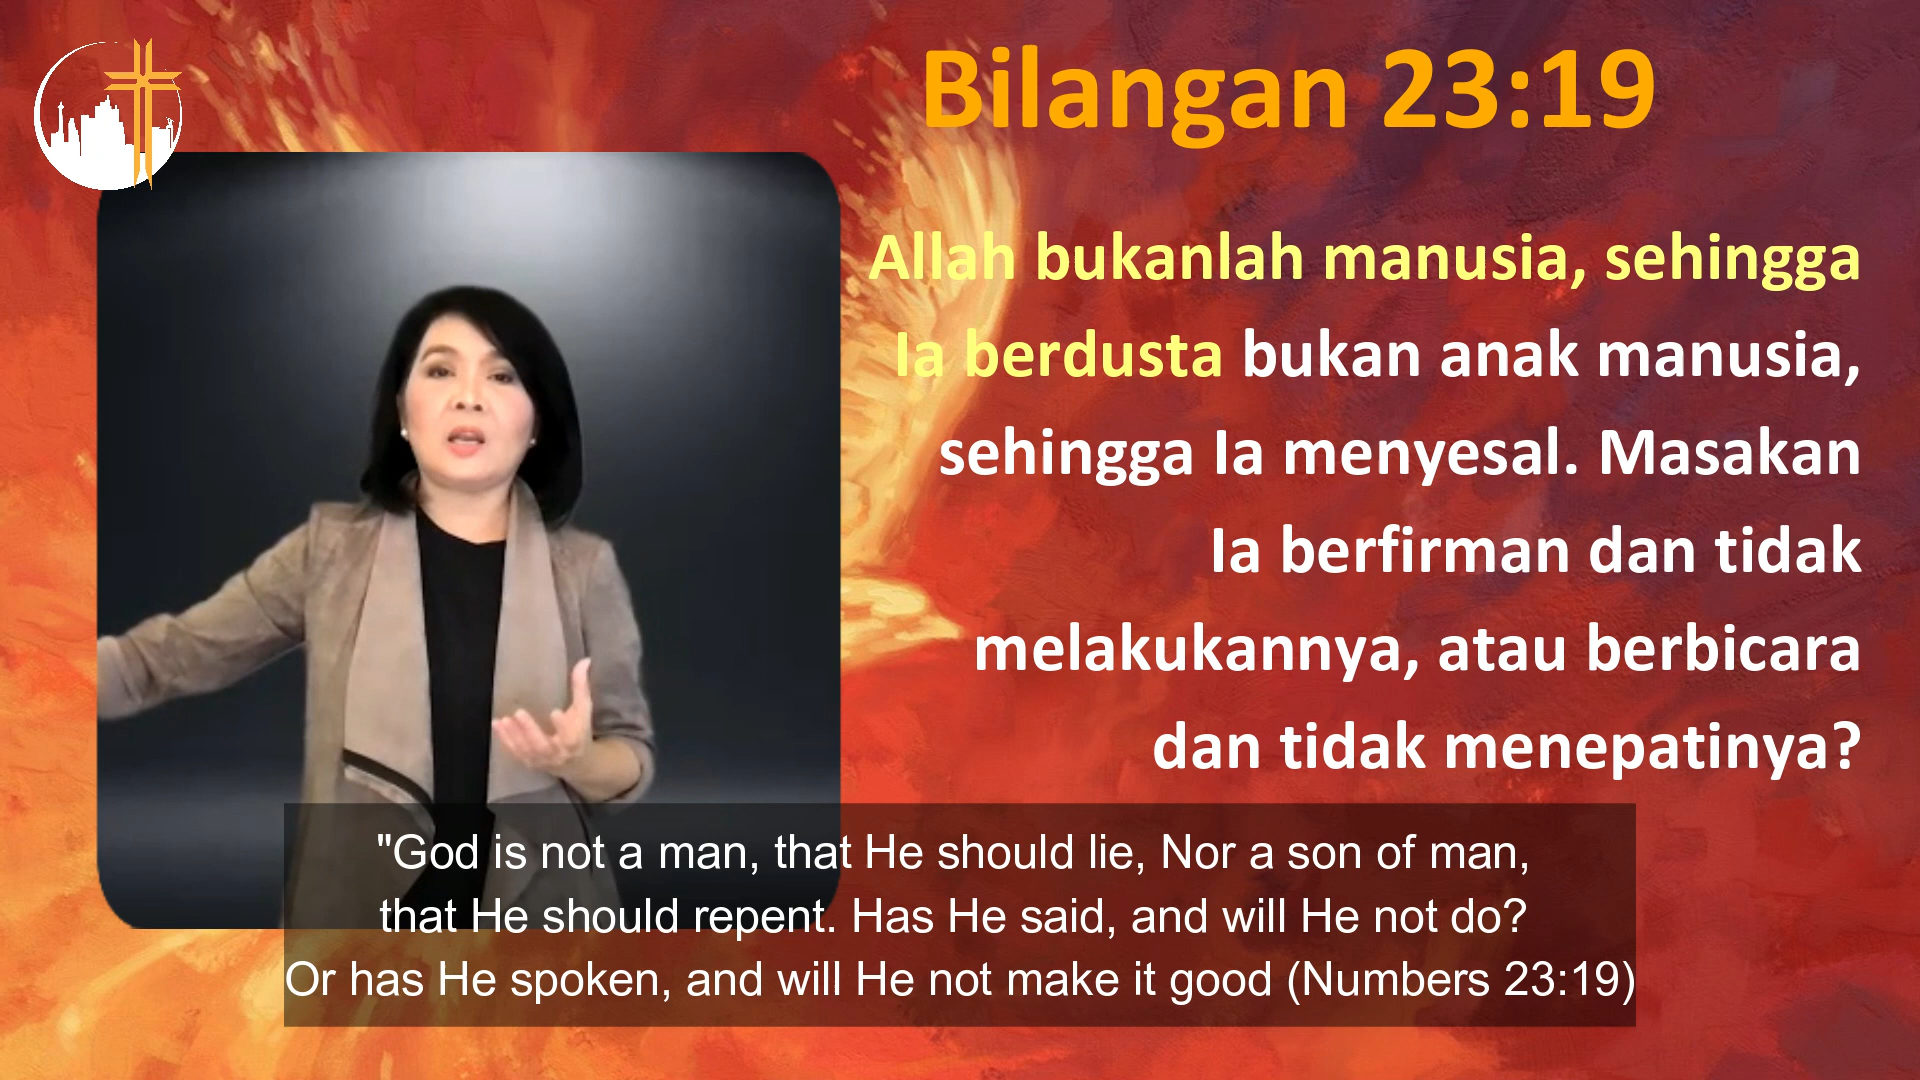 Bilangan 23:19
Allah bukanlah manusia, sehingga
Ia berdusta bukan anak manusia,
sehingga Ia menyesal. Masakan
Ia berfirman dan tidak
melakukannya, atau berbicara
dan tidak menepatinya?
"God is not a man, that He should lie, Nor a son of man,
that He should repent. Has He said, and will He not do?
Or has He spoken, and will He not make it good (Numbers 23:19)